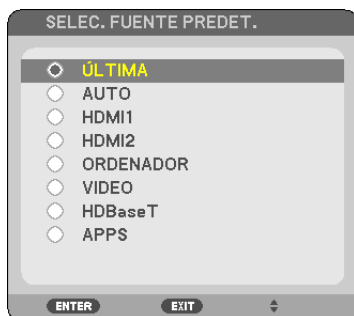 SELEC. FUENTE PREDET.
ÚLTIMA
AUTO
HDMI1
HDMI2
ORDENADOR
VIDEO
HDBaseT
APPS
ENTER EXIT